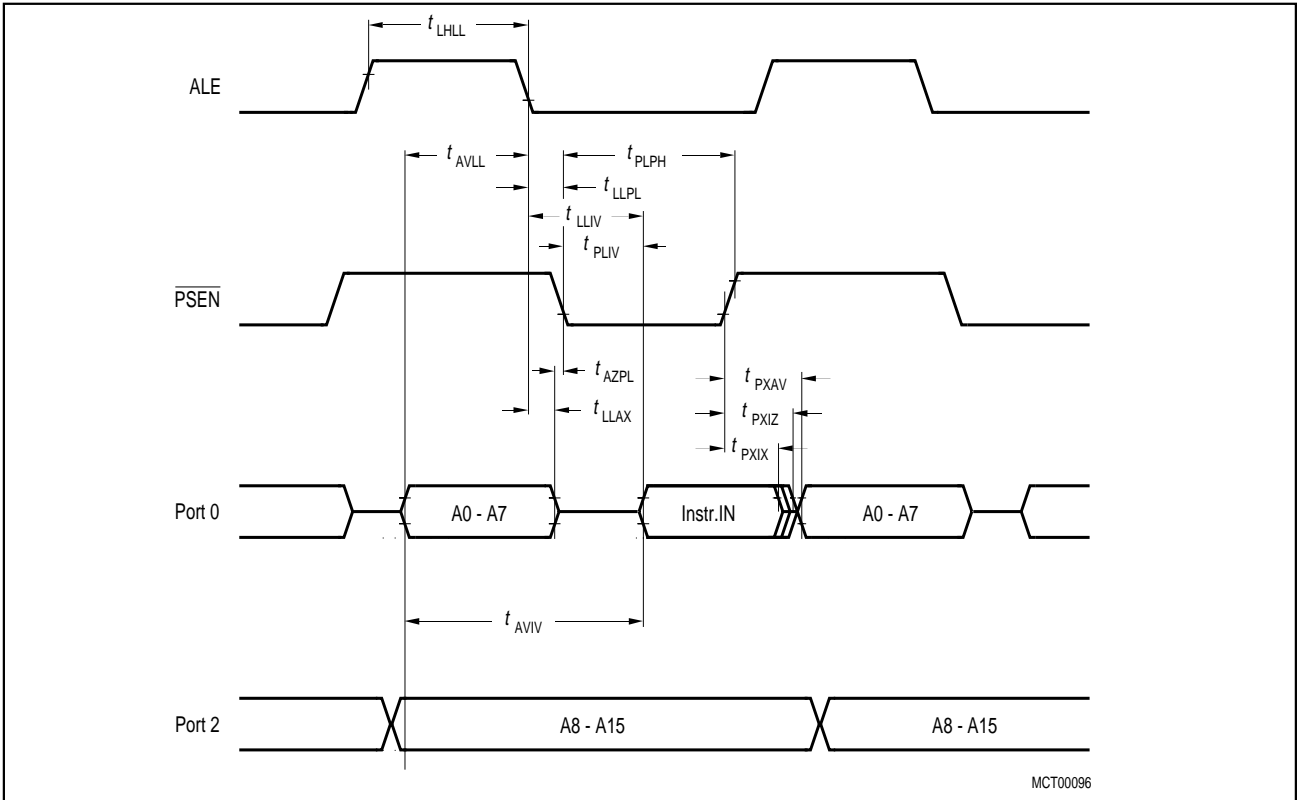 t LHLL
ALE
t AVLL
t PLPH
t LLPL
t LLIV
t PLIV
PSEN
t AZPL
t LLAX
t PXAV
t PXIZ
t PXIX
Port 0
A0 - A7
Instr.IN
A0 - A7
t AVIV
Port 2
A8 - A15
A8 - A15
MCT00096